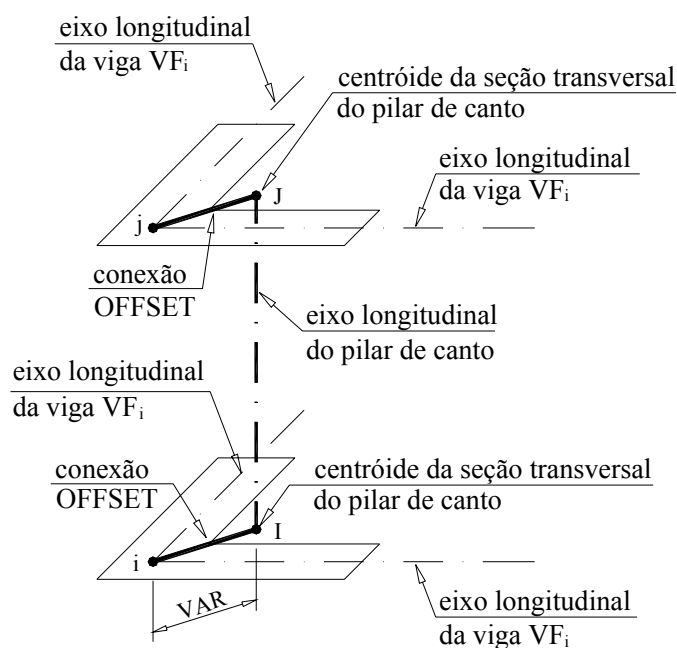 eixo longitudinal
da viga VFi
centróide da seção transversal
do pilar de canto
eixo longitudinal
da viga VFi
J
j
conexão
OFFSET
eixo longitudinal
do pilar de canto
eixo longitudinal
da viga VFi
conexão
OFFSET
centróide da seção transversal
do pilar de canto
I
i
VAR
eixo longitudinal
da viga VFi